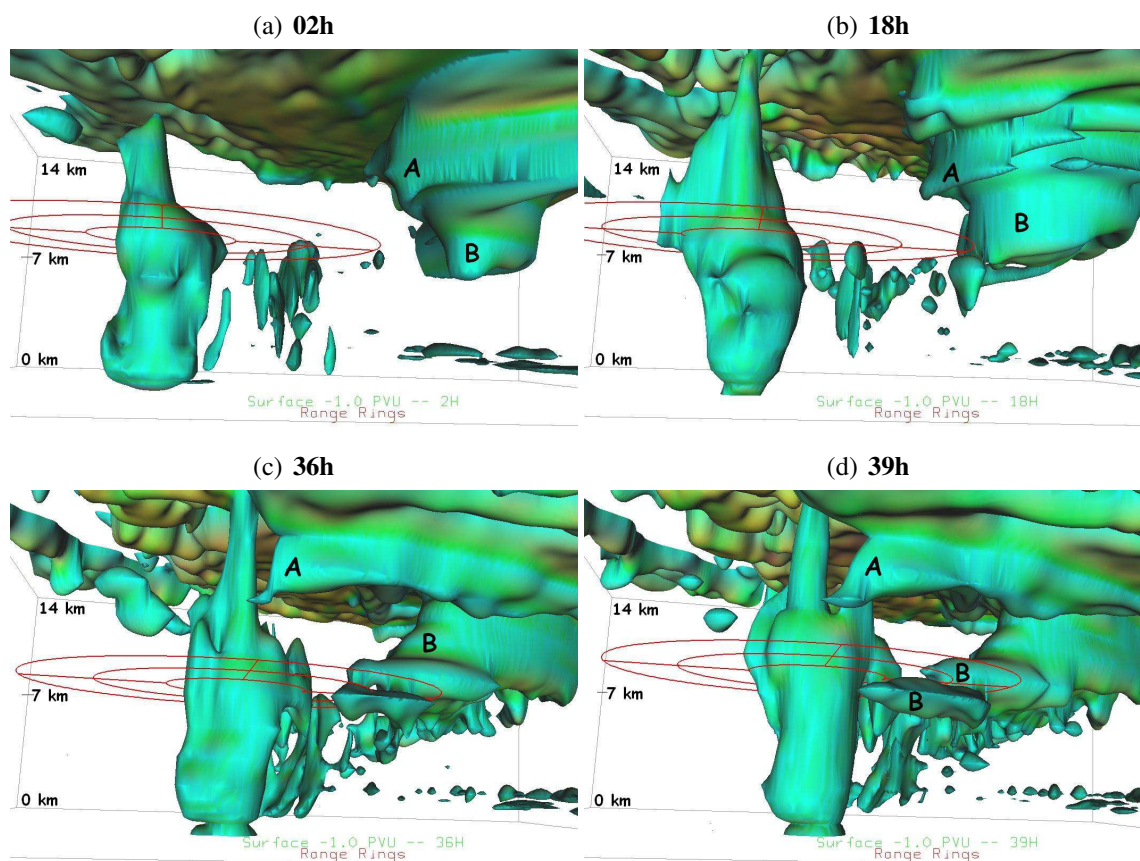 (a) 02h
(b) 18h
A
B
14 km
7 km
0 km
Surface -1.0 PVU -- 2H
Range Rings
A
B
14 km
7 km
0 km
Surface -1.0 PVU -- 18H
Range Rings
(c) 36h
(d) 39h
A
B
14 km
7 km
0 km
Surface -1.0 PVU -- 36H
Range Rings
A
B
B
14 km
7 km
0 km
Surface -1.0 PVU -- 39H
Range Rings